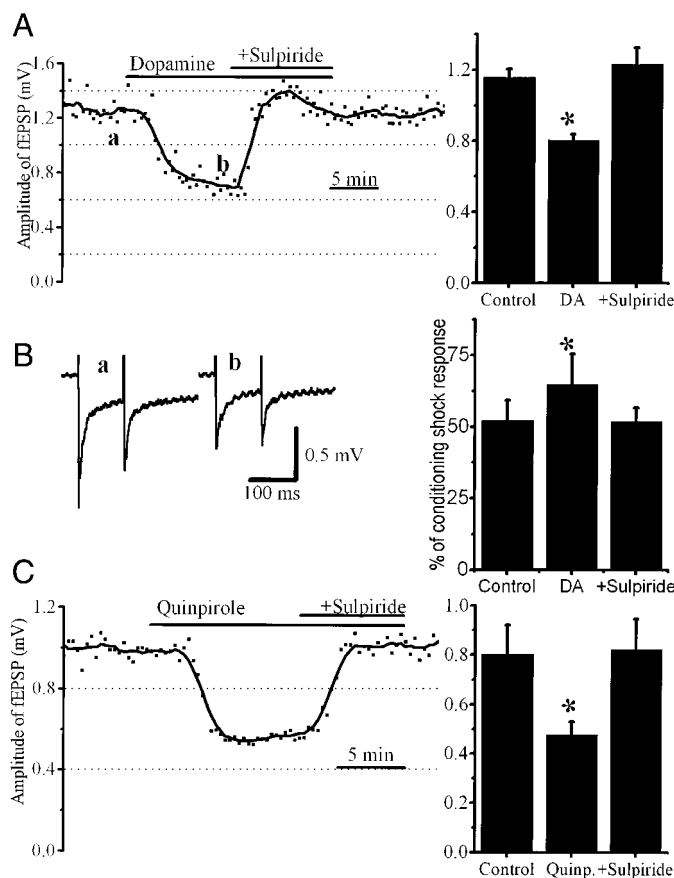 A
Amplitude of fEPSP (mV)
1.6
1.2
0.8
0.4
0.0
Dopamine
+Sulpiride
a
b
5 min
1.2
0.8
0.4
0.0
*
Control DA +Sulpiride
B
a
b
0.5 mV
100 ms
% of conditioning shock response
75
50
25
0
*
Control DA +Sulpiride
C
Amplitude of fEPSP (mV)
1.2
0.8
0.4
0.0
Quinpirole
+Sulpiride
5 min
1.0
0.8
0.6
0.4
0.2
0.0
*
Control Quinp. +Sulpiride